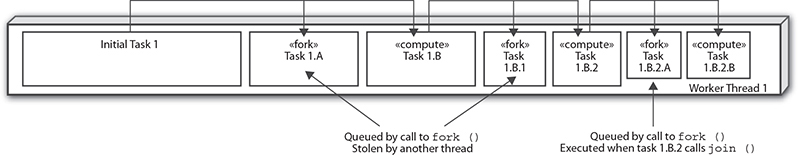 Initial Task 1
«fork»
Task 1.A
«compute»
Task 1.B
«fork»
Task
1.B.1
«compute»
Task
1.B.2
«fork»
Task
1.B.2.A
«compute»
Task
1.B.2.B
Worker Thread 1
Queued by call to fork ()
Stolen by another thread
Queued by call to fork ()
Executed when task 1.B.2 calls join ()